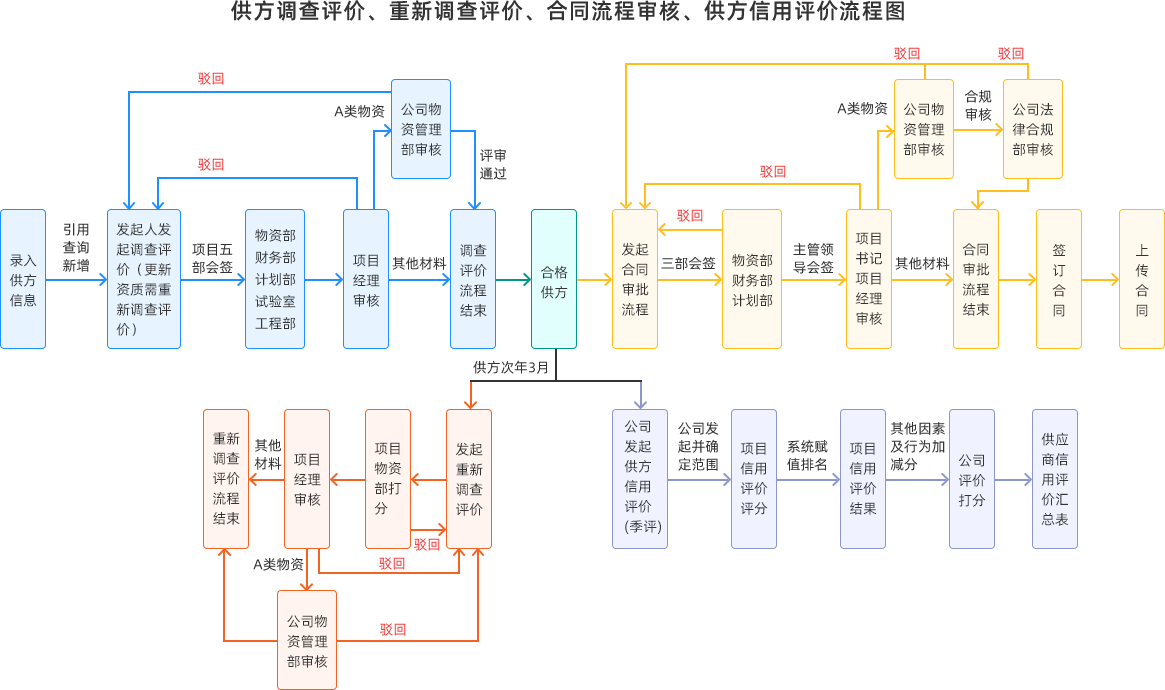 供方调查评价、重新调查评价、合同流程审核、供方信用评价流程图
录入
供方
信息
引用
查询
新增
发起人发
起调查评
价（更新
资质需重
新调查评
价）
项目五
部会签
物资部
财务部
计划部
试验室
工程部
驳回
驳回
项目
经理
审核
A类物资
公司物
资管理
部审核
其他材料
评审
通过
调查
评价
流程
结束
合格
供方
发起
合同
审批
流程
三部会签
驳回
物资部
财务部
计划部
主管领
导会签
驳回
项目
书记
项目
经理
审核
A类物资
驳回
公司物
资管理
部审核
合规
审核
驳回
公司法
律合规
部审核
其他材料
合同
审批
流程
结束
签
订
合
同
上
传
合
同
供方次年3月
发起
重新
调查
评价
项目
物资
部打
分
驳回
项目
经理
审核
驳回
其他
材料
重新
调查
评价
流程
结束
A类物资
公司物
资管理
部审核
驳回
公司
发起
供方
信用
评价
(季评)
公司发
起并确
定范围
项目
信用
评价
评分
系统赋
值排名
项目
信用
评价
结果
其他因素
及行为加
减分
公司
评价
打分
供应
商信
用评
价汇
总表